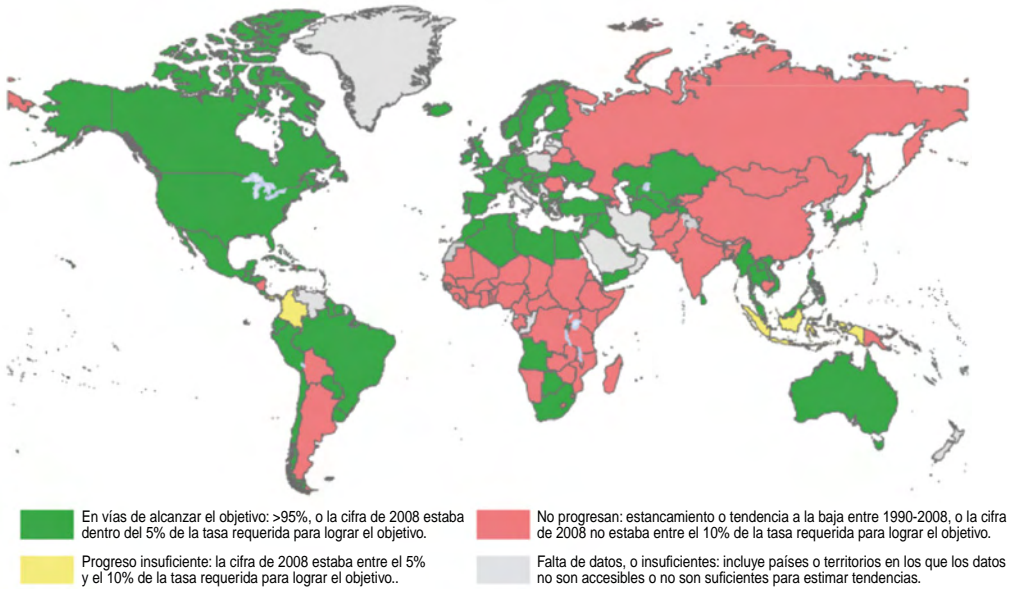 En vías de alcanzar el objetivo: >95%, o la cifra de 2008 estaba
dentro del 5% de la tasa requerida para lograr el objetivo.
Progreso insuficiente: la cifra de 2008 estaba entre el 5%
y el 10% de la tasa requerida para lograr el objetivo..
No progresan: estancamiento o tendencia a la baja entre 1990-2008, o la cifra
de 2008 no estaba entre el 10% de la tasa requerida para lograr el objetivo.
Falta de datos, o insuficientes: incluye países o territorios en los que los datos
no son accesibles o no son suficientes para estimar tendencias.